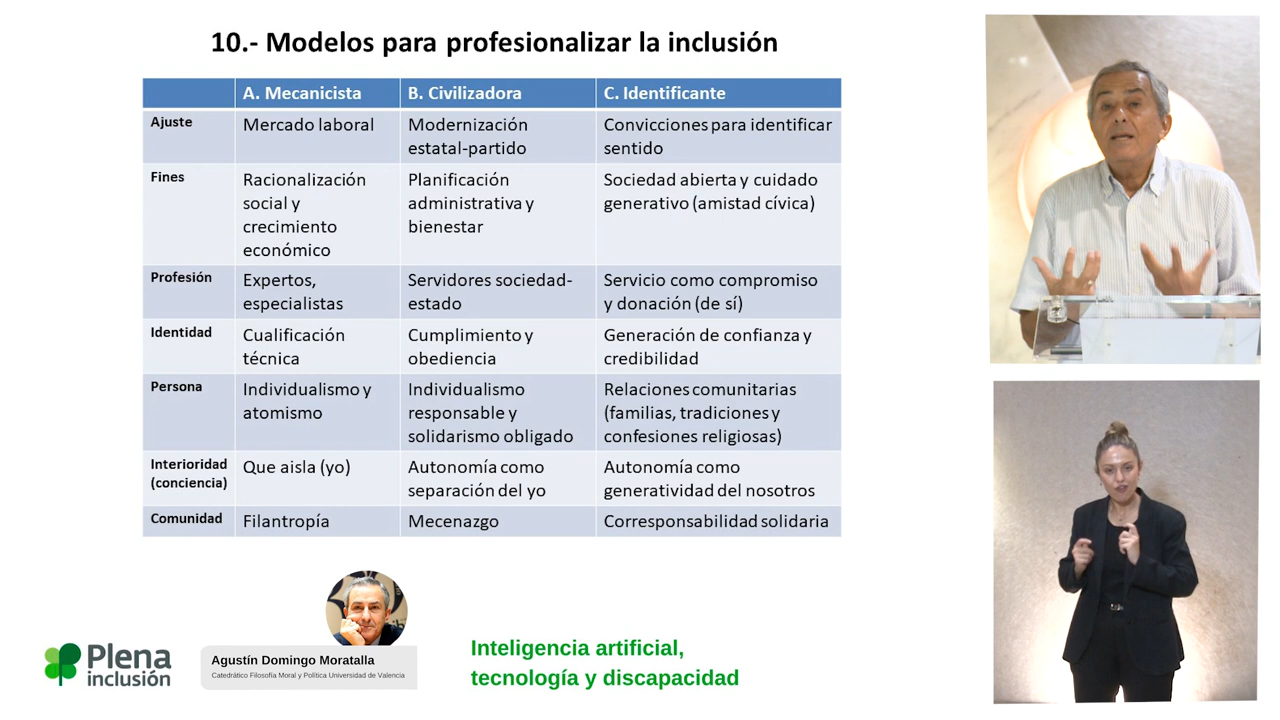 10.- Modelos para profesionalizar la inclusión
A. Mecanicista
B. Civilizadora
C. Identificante
Ajuste
Mercado laboral
Modernización
estatal-partido
Convicciones para identificar
sentido
Fines
Racionalización
social y
crecimiento
económico
Planificación
administrativa y
bienestar
Sociedad abierta y cuidado
generativo (amistad cívica)
Profesión
Expertos,
especialistas
Servidores sociedad-
estado
Servicio como compromiso
y donación (de sí)
Identidad
Cualificación
técnica
Cumplimiento y
obediencia
Generación de confianza y
credibilidad
Persona
Individualismo y
atomismo
Individualismo
responsable y
solidarismo obligado
Relaciones comunitarias
(familias, tradiciones y
confesiones religiosas)
Interioridad
(conciencia)
Que aisla (yo)
Autonomía como
separación del yo
Autonomía como
generatividad del nosotros
Comunidad
Filantropía
Mecenazgo
Corresponsabilidad solidaria
Plena
inclusión
Agustín Domingo Moratalla
Catedrático Filosofía Moral y Política Universidad de Valencia
Inteligencia artificial,
tecnología y discapacidad